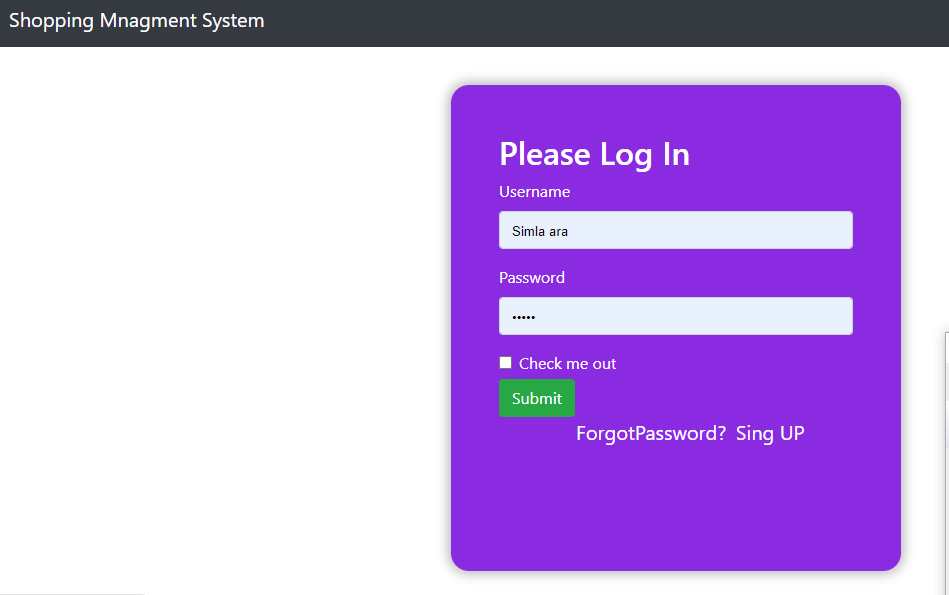 Shopping Mnagment System
Please Log In
Username
Simla ara
Password
•••••
Check me out
Submit
ForgotPassword? Sing UP